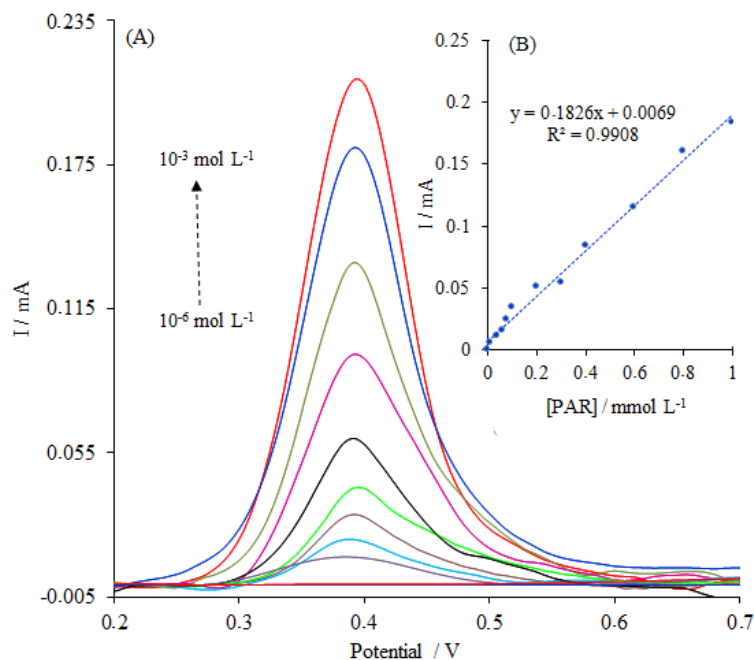 (A)
0.235
0.175
0.115
0.055
-0.005
I / mA
10-3 mol L-1
10-6 mol L-1
0.2 0.3 0.4 0.5 0.6 0.7
Potential / V
(B)
0.25
0.2
0.15
0.1
0.05
0
I / mA
y = 0.1826x + 0.0069
R² = 0.9908
0 0.2 0.4 0.6 0.8 1
[PAR] / mmol L-1